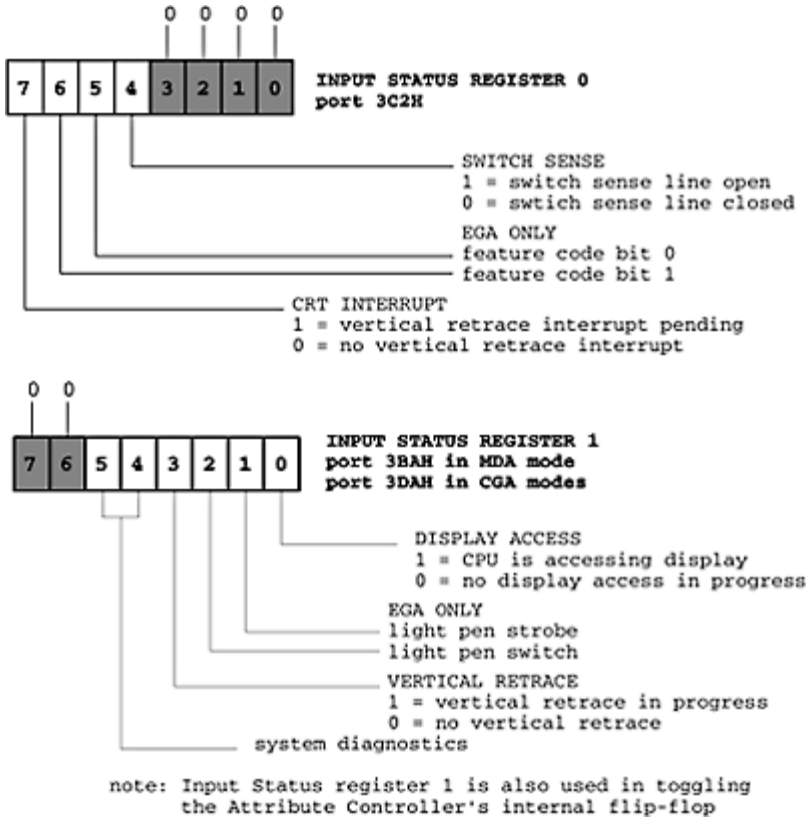 0 0 0 0
7 6 5 4 3 2 1 0
INPUT STATUS REGISTER 0
port 3C2H
SWITCH SENSE
1 = switch sense line open
0 = swtich sense line closed
EGA ONLY
feature code bit 0
feature code bit 1
CRT INTERRUPT
1 = vertical retrace interrupt pending
0 = no vertical retrace interrupt
0 0
7 6 5 4 3 2 1 0
INPUT STATUS REGISTER 1
port 3BAH in MDA mode
port 3DAH in CGA modes
DISPLAY ACCESS
1 = CPU is accessing display
0 = no display access in progress
EGA ONLY
light pen strobe
light pen switch
VERTICAL RETRACE
1 = vertical retrace in progress
0 = no vertical retrace
system diagnostics
note: Input Status register 1 is also used in toggling
the Attribute Controller's internal flip-flop